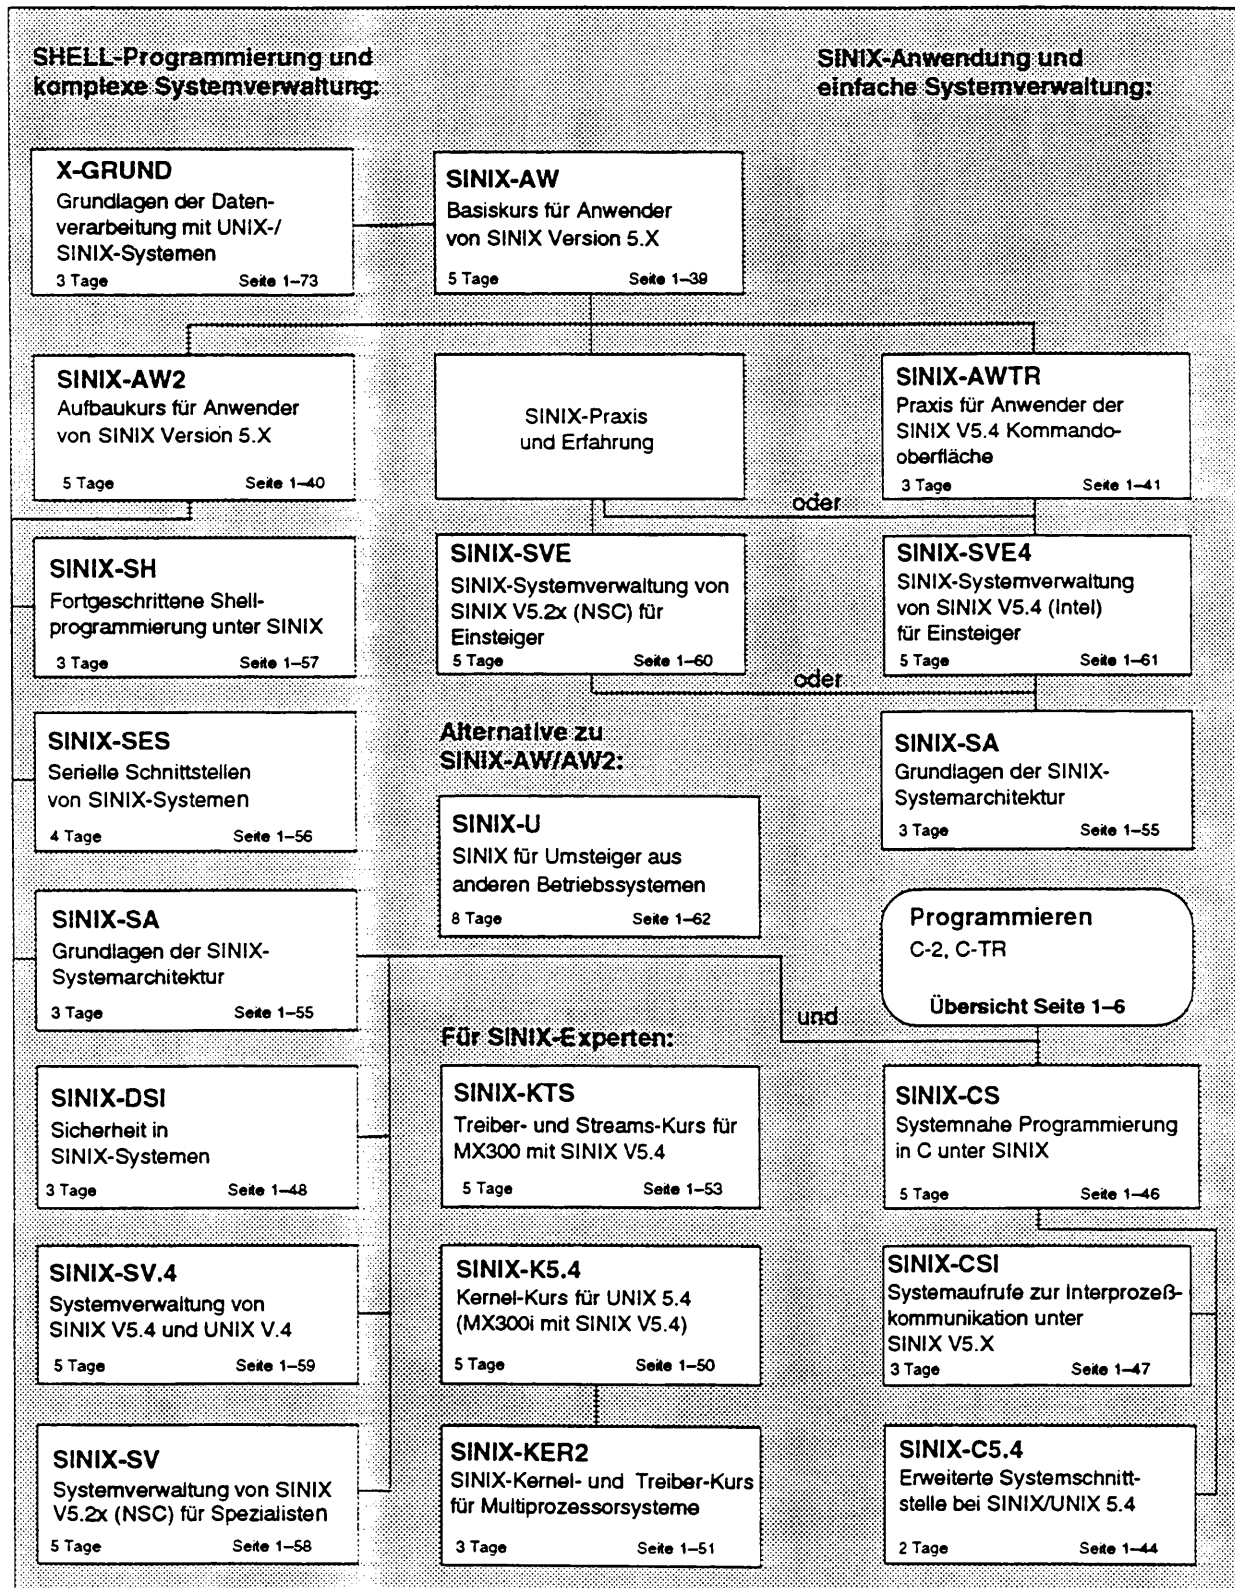 SHELL-Programmierung und
komplexe Systemverwaltung:
SINIX-Anwendung und
einfache Systemverwaltung:
X-GRUND
Grundlagen der Daten-
verarbeitung mit UNIX-/
SINIX-Systemen
3 Tage Seite 1–73
SINIX-AW
Basiskurs für Anwender
von SINIX Version 5.X
5 Tage Seite 1–39
SINIX-AW2
Aufbaukurs für Anwender
von SINIX Version 5.X
5 Tage Seite 1–40
SINIX-Praxis
und Erfahrung
SINIX-AWTR
Praxis für Anwender der
SINIX V5.4 Kommando-
oberfläche
3 Tage Seite 1–41
oder
SINIX-SH
Fortgeschrittene Shell-
programmierung unter SINIX
3 Tage Seite 1–57
SINIX-SVE
SINIX-Systemverwaltung von
SINIX V5.2x (NSC) für
Einsteiger
5 Tage Seite 1–60
SINIX-SVE4
SINIX-Systemverwaltung
von SINIX V5.4 (Intel)
für Einsteiger
5 Tage Seite 1–61
oder
SINIX-SES
Serielle Schnittstellen
von SINIX-Systemen
4 Tage Seite 1–56
Alternative zu
SINIX-AW/AW2:
SINIX-U
SINIX für Umsteiger aus
anderen Betriebssystemen
8 Tage Seite 1–62
SINIX-SA
Grundlagen der SINIX-
Systemarchitektur
3 Tage Seite 1–55
SINIX-SA
Grundlagen der SINIX-
Systemarchitektur
3 Tage Seite 1–55
Programmieren
C-2, C-TR
Übersicht Seite 1–6
und
Für SINIX-Experten:
SINIX-DSI
Sicherheit in
SINIX-Systemen
3 Tage Seite 1–48
SINIX-KTS
Treiber- und Streams-Kurs für
MX300 mit SINIX V5.4
5 Tage Seite 1–53
SINIX-CS
Systemnahe Programmierung
in C unter SINIX
5 Tage Seite 1–46
SINIX-SV.4
Systemverwaltung von
SINIX V5.4 und UNIX V.4
5 Tage Seite 1–59
SINIX-K5.4
Kernel-Kurs für UNIX 5.4
(MX300i mit SINIX V5.4)
5 Tage Seite 1–50
SINIX-CSI
Systemaufrufe zur Interprozeß-
kommunikation unter
SINIX V5.X
3 Tage Seite 1–47
SINIX-SV
Systemverwaltung von SINIX
V5.2x (NSC) für Spezialisten
5 Tage Seite 1–58
SINIX-KER2
SINIX-Kernel- und Treiber-Kurs
für Multiprozessorsysteme
3 Tage Seite 1–51
SINIX-C5.4
Erweiterte Systemschnitt-
stelle bei SINIX/UNIX 5.4
2 Tage Seite 1–44